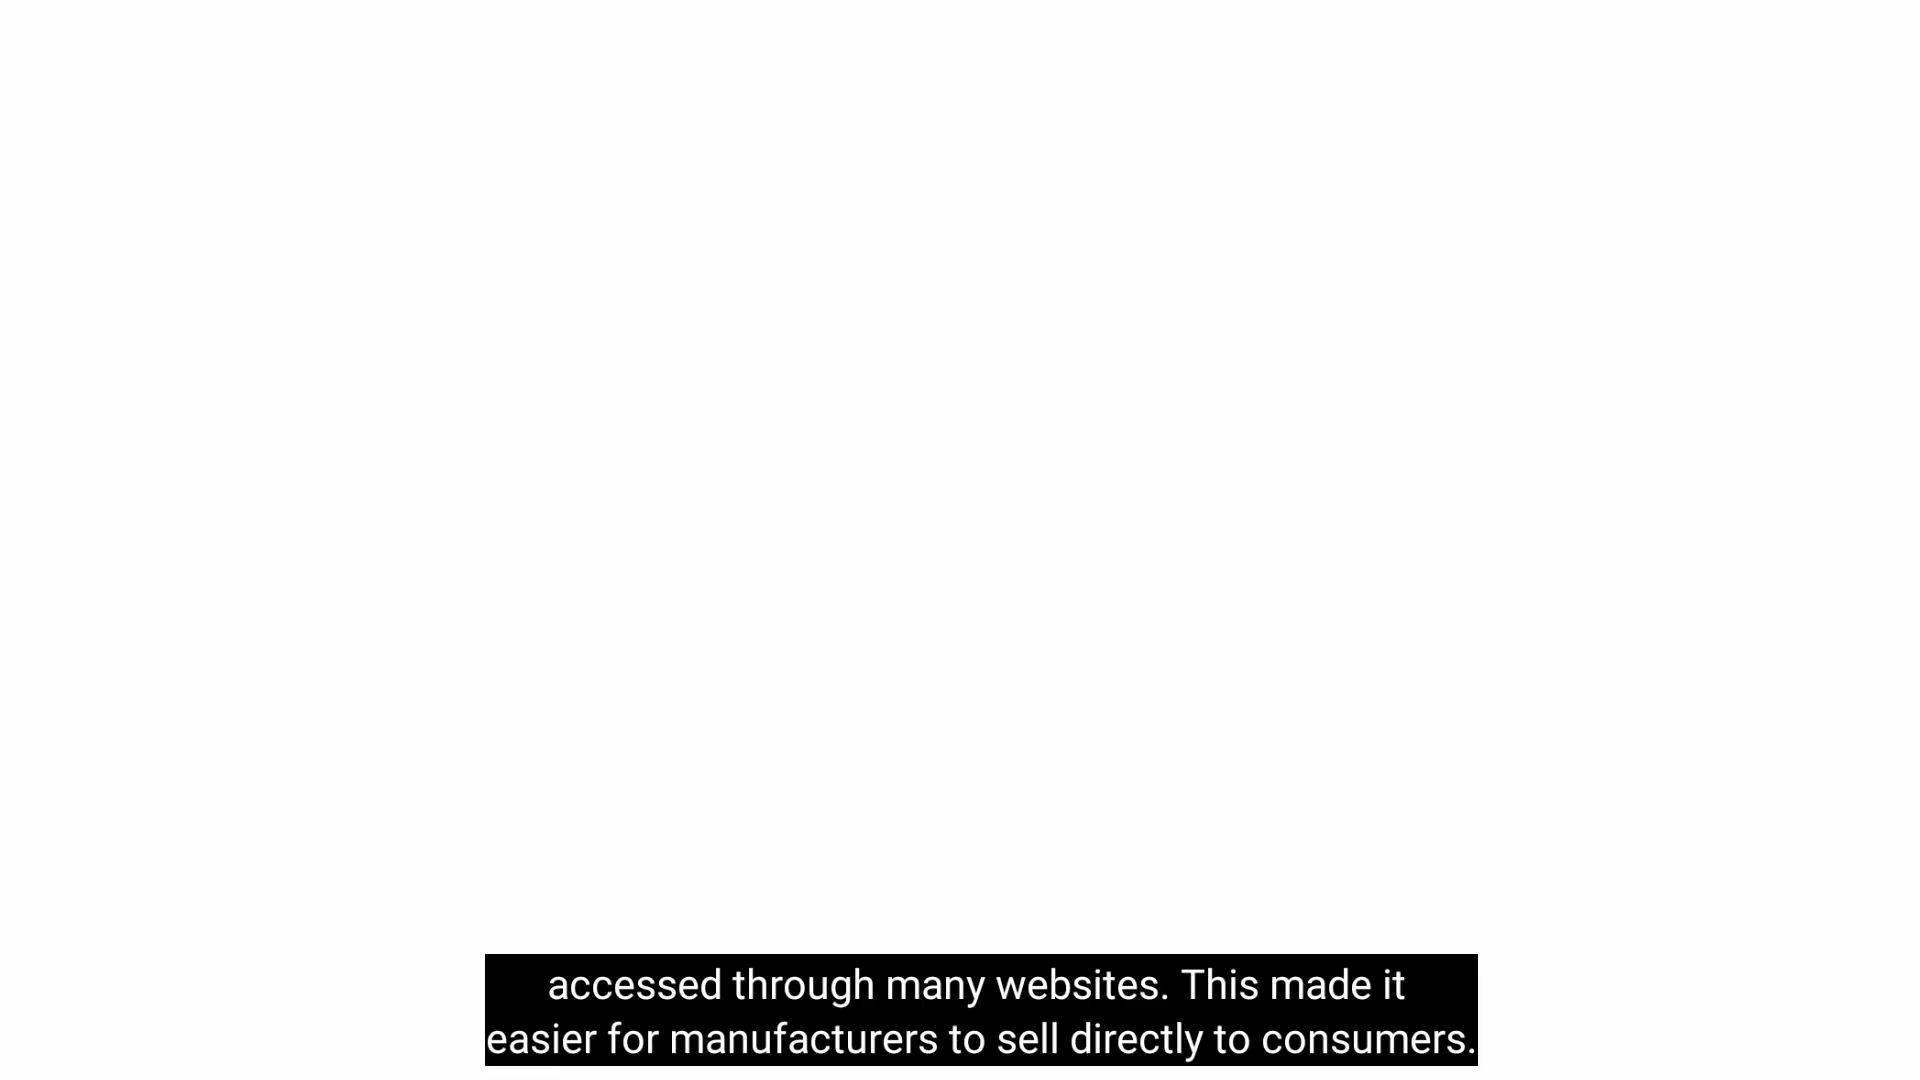 accessed through many websites. This made it
easier for manufacturers to sell directly to consumers.